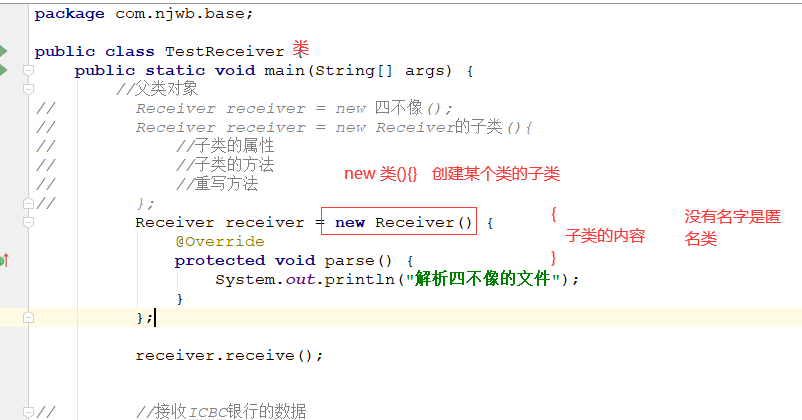 package com.njwb.base;
public class TestReceiver 类
public static void main(String[] args) {
//父类对象
// Receiver receiver = new 四不像();
// Receiver receiver = new Receiver的子类(){
// //子类的属性
// //子类的方法
// //重写方法
new 类(){} 创建某个类的子类
// };
Receiver receiver = new Receiver() {
{
子类的内容
}
没有名字是匿
名类
@Override
protected void parse() {
System.out.println("解析四不像的文件");
}
};
receiver.receive();
// //接收ICBC银行的数据